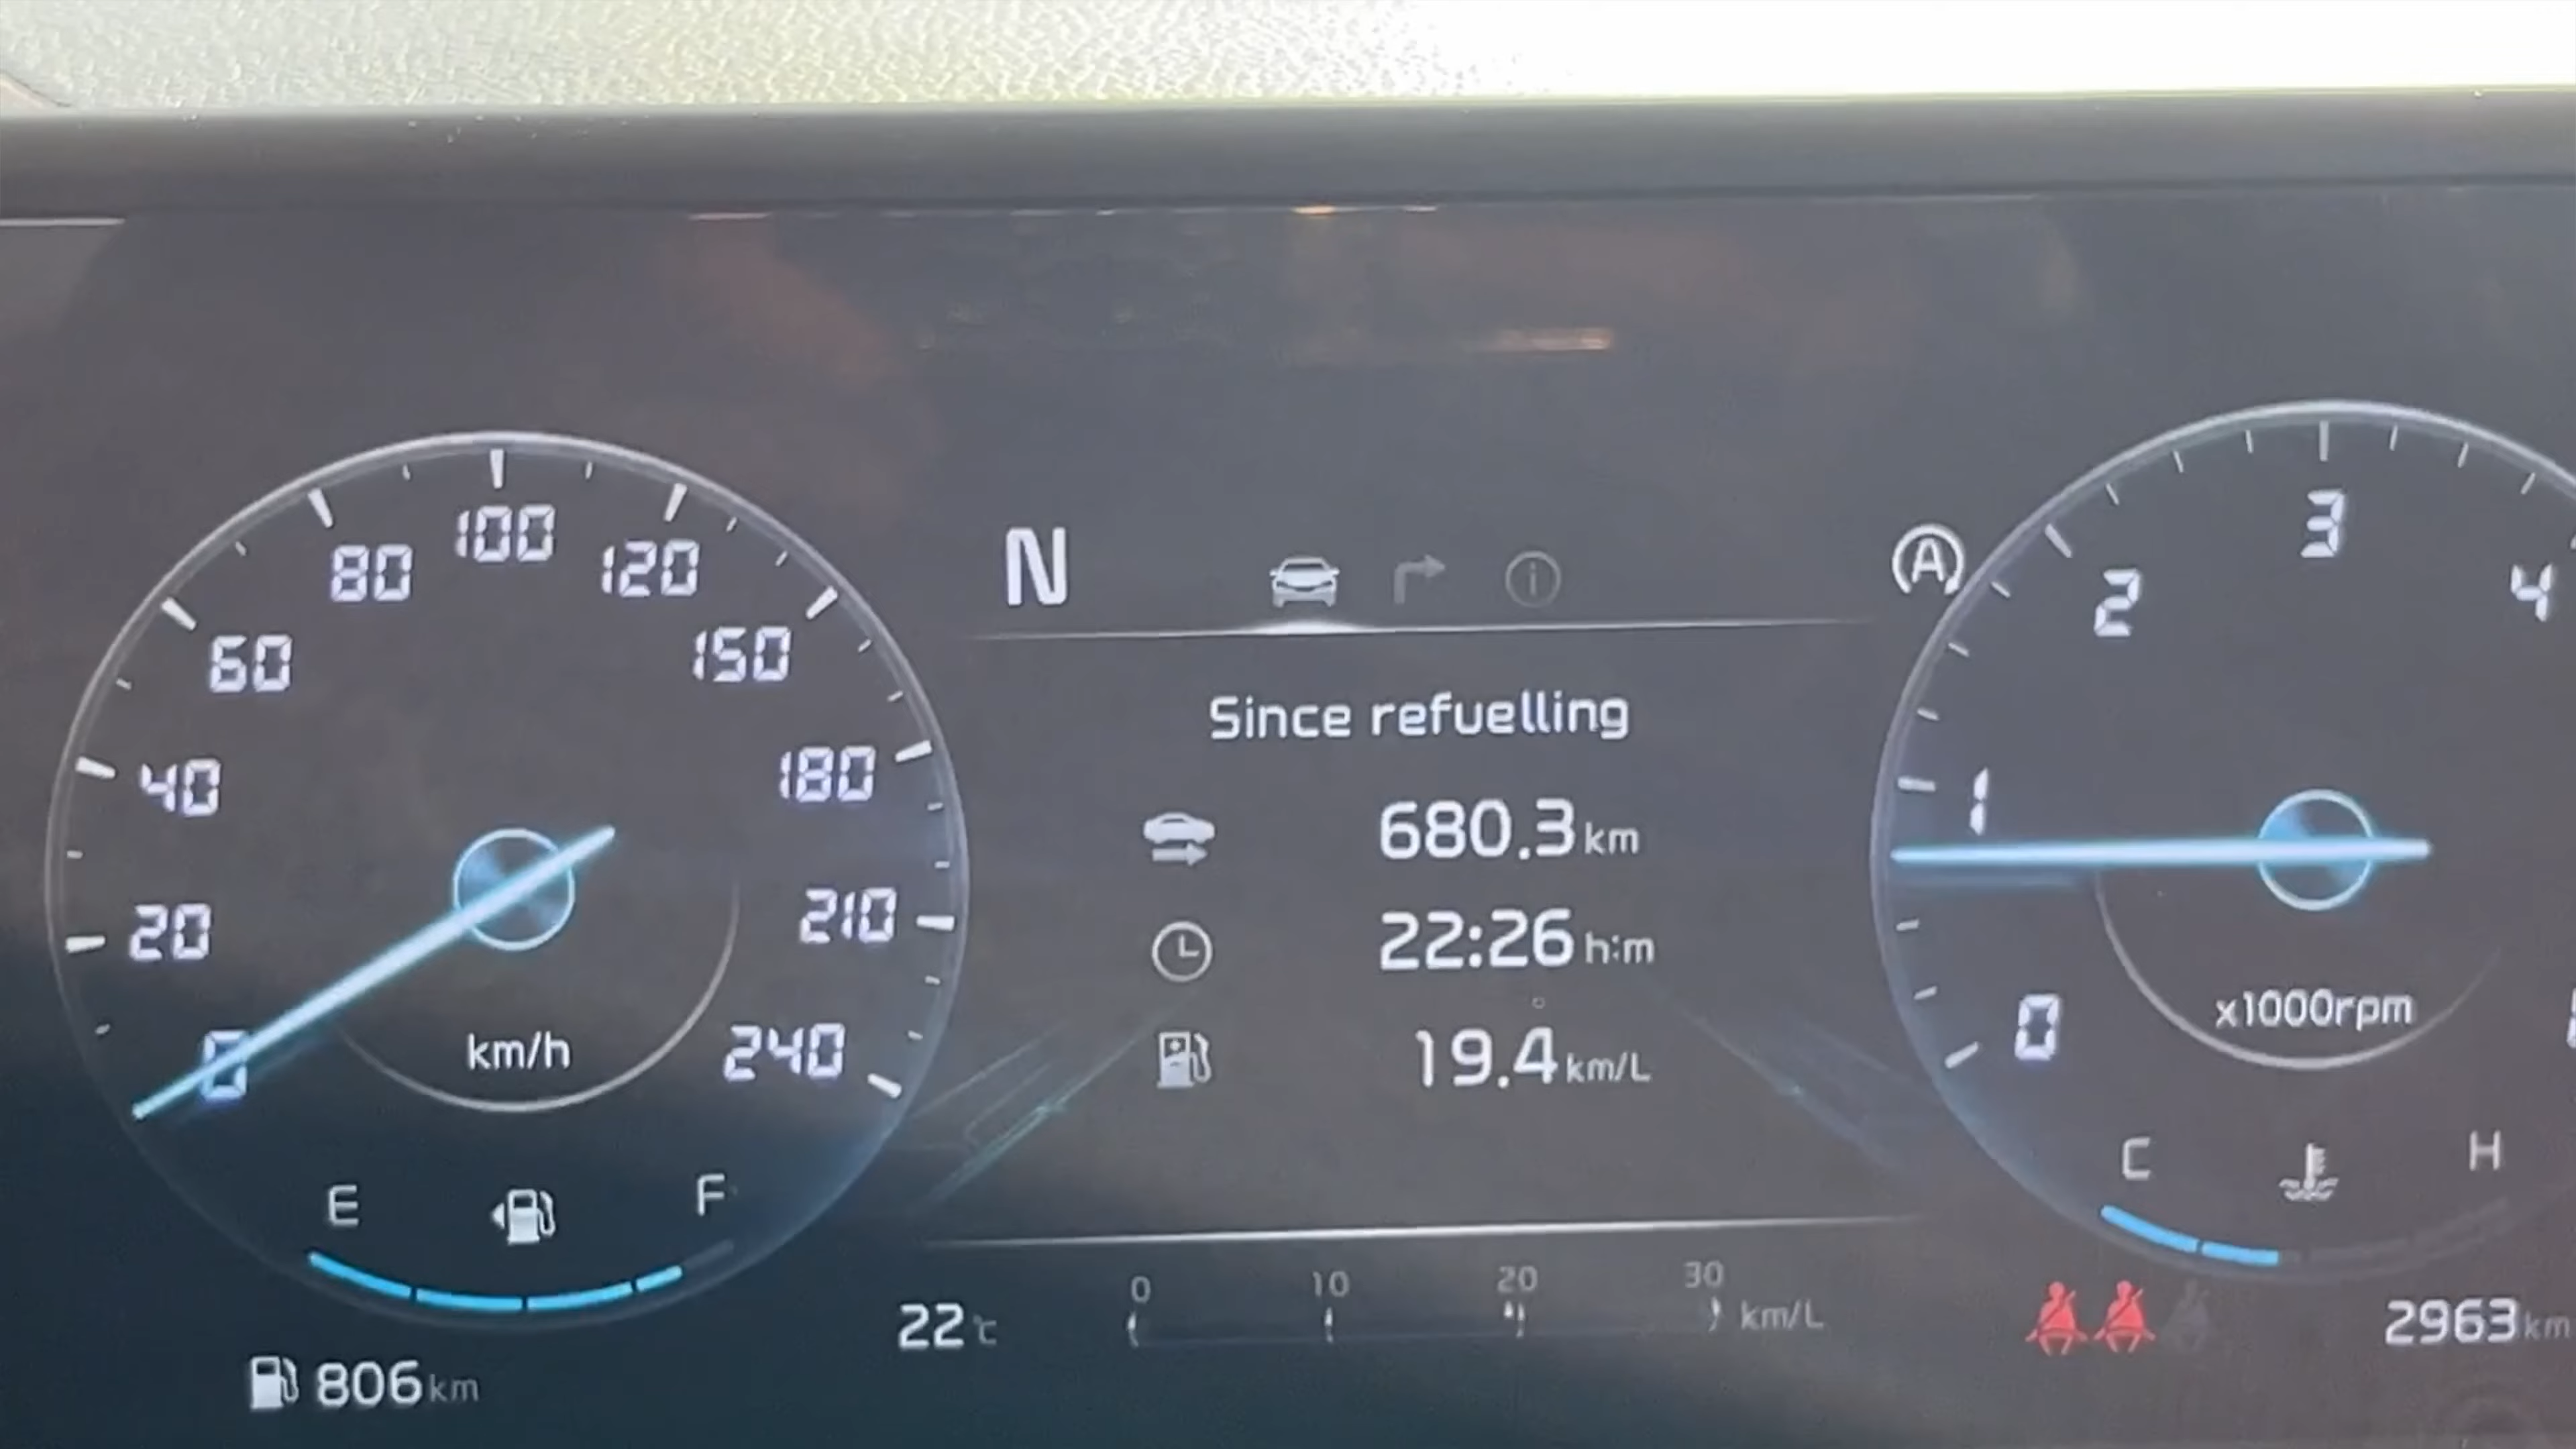 100
80
120
60
150
40
180
20
210
0
240
km/h
E
F
806 km
N
A
Since refuelling
680.3 km
22:26 h:m
19.4 km/L
22 °C
0 10 20 30 km/L
3
2
4
1
0
x1000rpm
C
H
2963 km